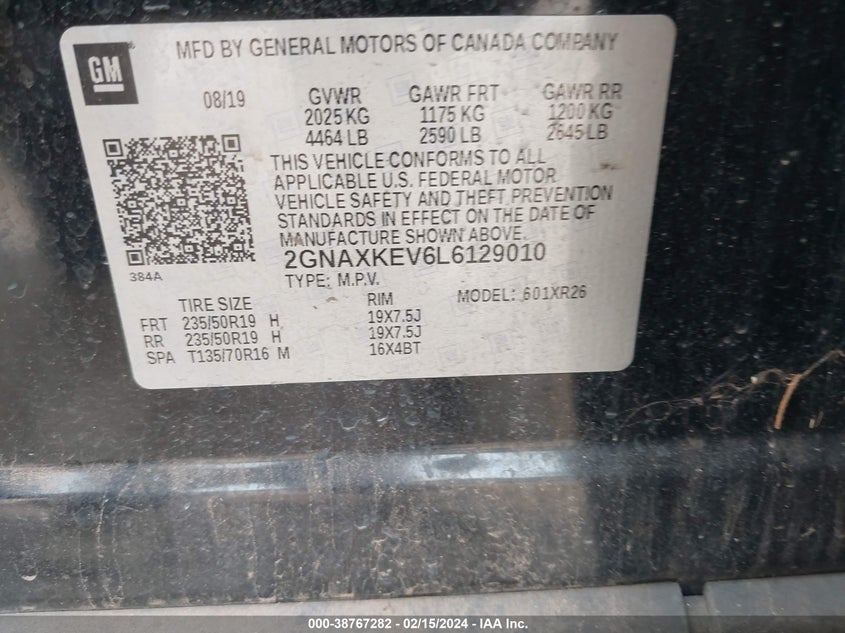 GM
MFD BY GENERAL MOTORS OF CANADA COMPANY
08/19 GVWR GAWR FRT GAWR RR
2025 KG 1175 KG 1200 KG
4464 LB 2590 LB 2645 LB
THIS VEHICLE CONFORMS TO ALL
APPLICABLE U.S. FEDERAL MOTOR
VEHICLE SAFETY AND THEFT PREVENTION
STANDARDS IN EFFECT ON THE DATE OF
MANUFACTURE SHOWN ABOVE.
384A
2GNAXKEV6L6129010
TYPE: M.P.V. MODEL: 601XR26
TIRE SIZE RIM
FRT 235/50R19 H 19X7.5J
RR 235/50R19 H 19X7.5J
SPA T135/70R16 M 16X4BT
000-38767282 - 02/15/2024 - IAA Inc.